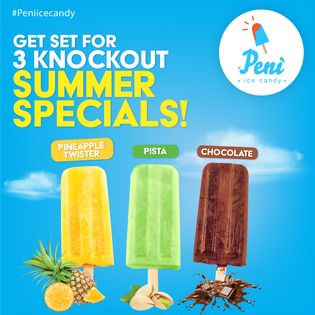 #Peniicecandy
GET SET FOR
3 KNOCKOUT
SUMMER
SPECIALS!
Peni
• ice candy •
PINEAPPLE
TWISTER
PISTA
CHOCOLATE